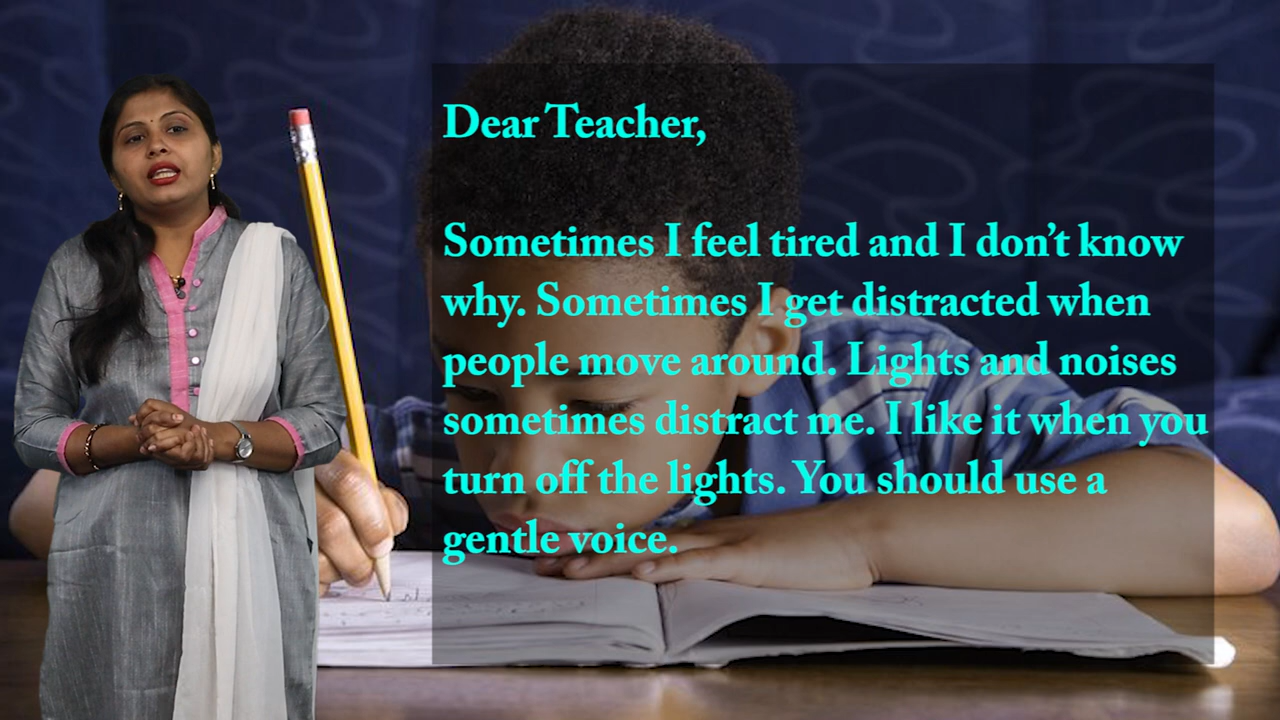 Dear Teacher,
Sometimes I feel tired and I don’t know
why. Sometimes I get distracted when
people move around. Lights and noises
sometimes distract me. I like it when you
turn off the lights. You should use a
gentle voice.